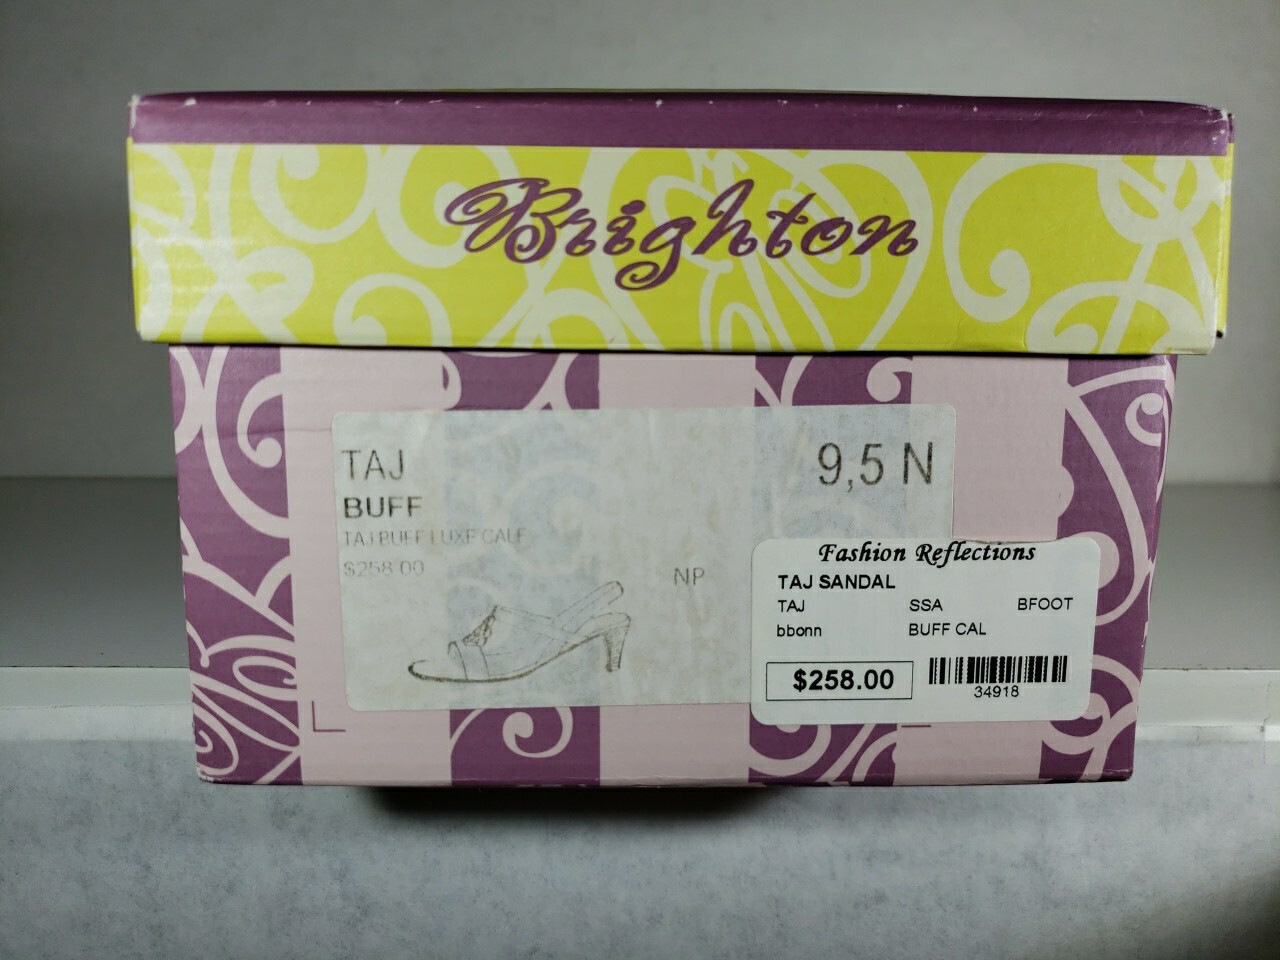 Brighton
TAJ
9,5 N
BUFF
TAJ BUFF LUXE CALF
$258.00
NP
Fashion Reflections
TAJ SANDAL
TAJ SSA BFOOT
bbonn BUFF CAL
$258.00
34918